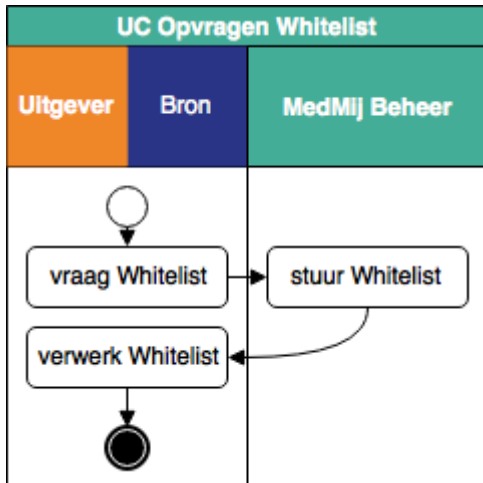 UC Opvragen Whitelist
Uitgever
Bron
MedMij Beheer
vraag Whitelist
stuur Whitelist
verwerk Whitelist